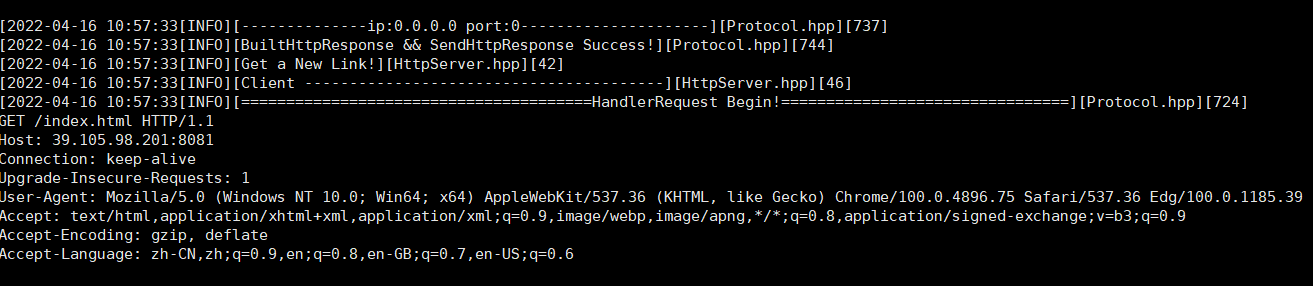 [2022-04-16 10:57:33[INFO][--------------ip:0.0.0.0 port:0---------------------][Protocol.hpp][737]
[2022-04-16 10:57:33[INFO][BuiltHttpResponse && SendHttpResponse Success!][Protocol.hpp][744]
[2022-04-16 10:57:33[INFO][Get a New Link!][HttpServer.hpp][42]
[2022-04-16 10:57:33[INFO][Client ----------------------------------------][HttpServer.hpp][46]
[2022-04-16 10:57:33[INFO][=======================================HandlerRequest Begin!================================][Protocol.hpp][724]
GET /index.html HTTP/1.1
Host: 39.105.98.201:8081
Connection: keep-alive
Upgrade-Insecure-Requests: 1
User-Agent: Mozilla/5.0 (Windows NT 10.0; Win64; x64) AppleWebKit/537.36 (KHTML, like Gecko) Chrome/100.0.4896.75 Safari/537.36 Edg/100.0.1185.39
Accept: text/html,application/xhtml+xml,application/xml;q=0.9,image/webp,image/apng,*/*;q=0.8,application/signed-exchange;v=b3;q=0.9
Accept-Encoding: gzip, deflate
Accept-Language: zh-CN,zh;q=0.9,en;q=0.8,en-GB;q=0.7,en-US;q=0.6